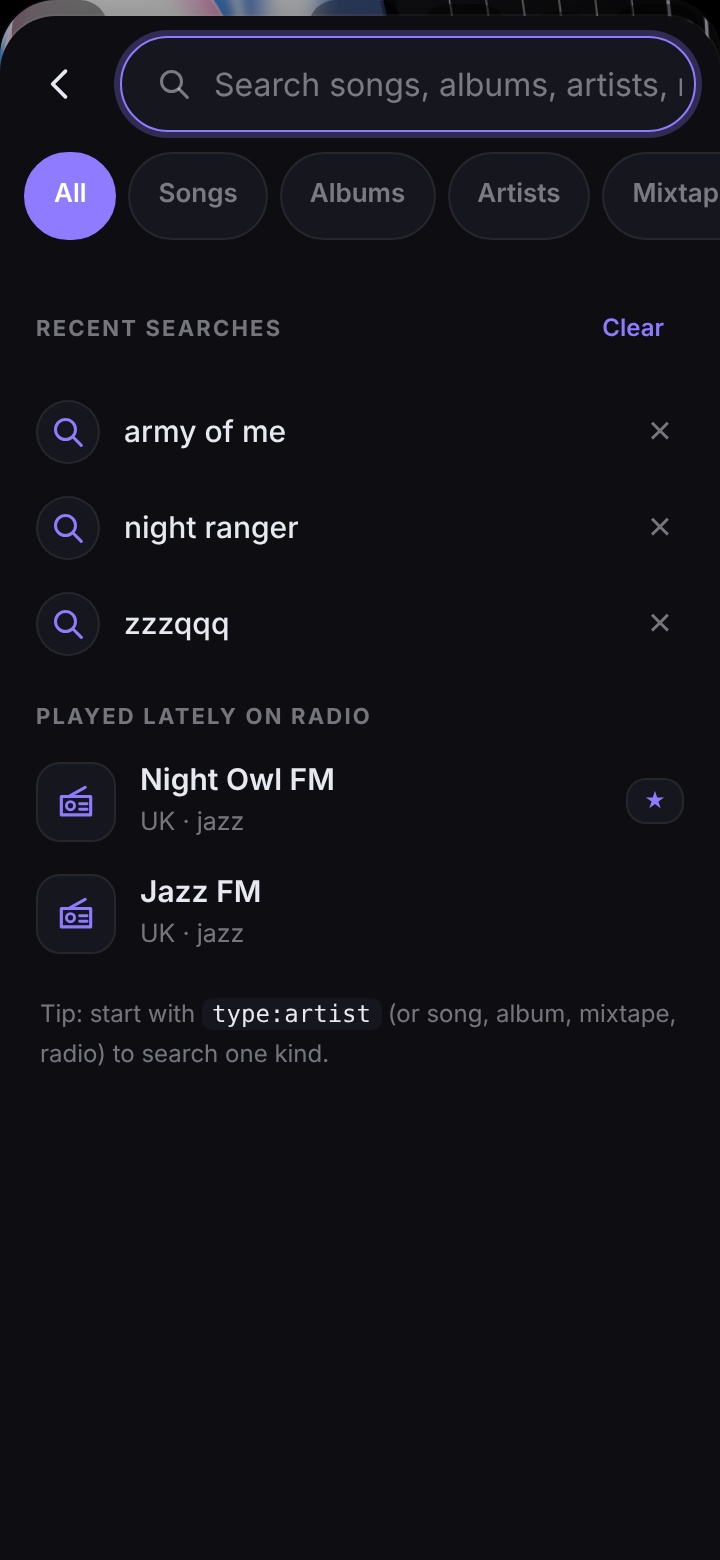 Search songs, albums, artists,
All Songs Albums Artists Mixtap
RECENT SEARCHES Clear
army of me
night ranger
zzzqqq
PLAYED LATELY ON RADIO
Night Owl FM
UK · jazz
Jazz FM
UK · jazz
Tip: start with type:artist (or song, album, mixtape,
radio) to search one kind.